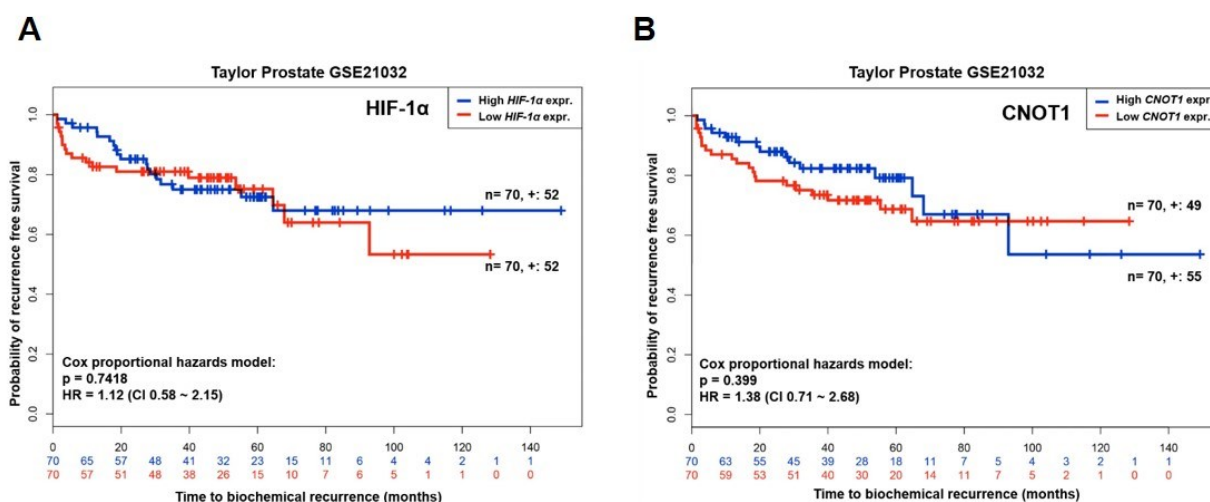 A
Taylor Prostate GSE21032
HIF-1α
High HIF-1α expr.
Low HIF-1α expr.
Probability of recurrence free survival
1.0
0.8
0.6
0.4
0.2
0.0
n= 70, +: 52
n= 70, +: 52
Cox proportional hazards model:
p = 0.7418
HR = 1.12 (CI 0.58 ~ 2.15)
0 20 40 60 80 100 120 140
70 65 57 48 41 32 23 15 11 6 4 4 2 1 1
70 57 51 48 38 26 15 10 7 6 5 1 1 0 0
Time to biochemical recurrence (months)
B
Taylor Prostate GSE21032
CNOT1
High CNOT1 expr.
Low CNOT1 expr.
Probability of recurrence free survival
1.0
0.8
0.6
0.4
0.2
0.0
n= 70, +: 49
n= 70, +: 55
Cox proportional hazards model:
p = 0.399
HR = 1.38 (CI 0.71 ~ 2.68)
0 20 40 60 80 100 120 140
70 63 55 45 39 28 18 11 7 5 4 3 2 1 1
70 59 53 51 40 30 20 14 11 7 5 2 1 0 0
Time to biochemical recurrence (months)